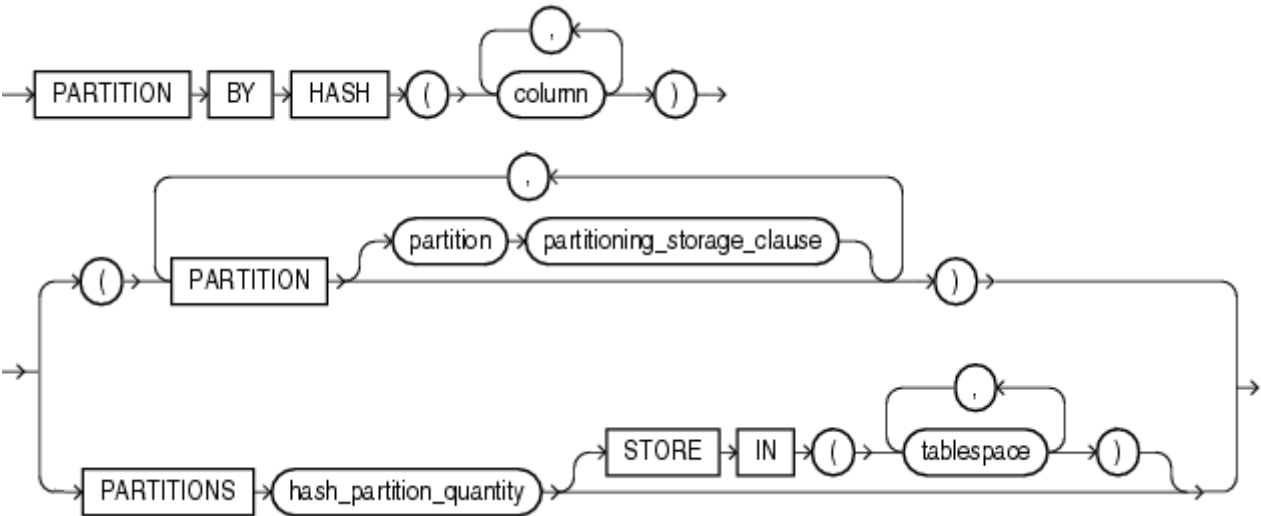 ,
PARTITION BY HASH ( column )
,
partition partitioning_storage_clause
( PARTITION )
,
STORE IN ( tablespace )
PARTITIONS hash_partition_quantity